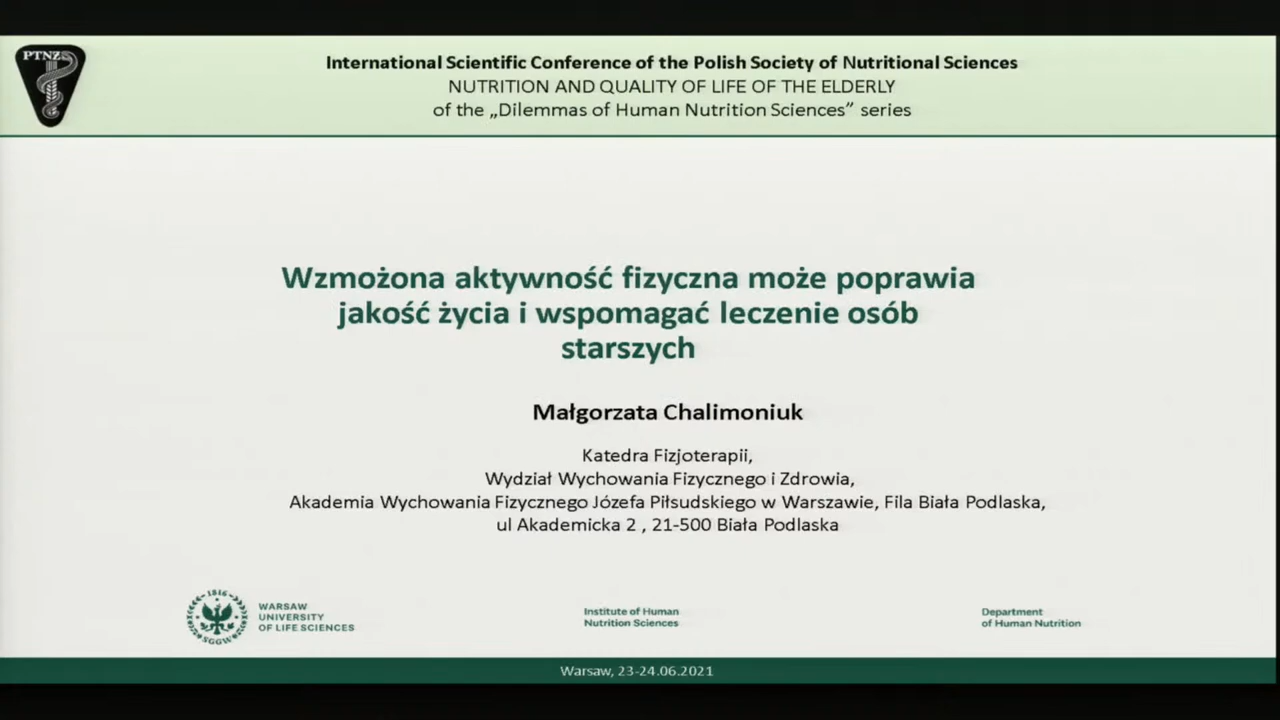 PTNZ
International Scientific Conference of the Polish Society of Nutritional Sciences
NUTRITION AND QUALITY OF LIFE OF THE ELDERLY
of the „Dilemmas of Human Nutrition Sciences” series
Wzmożona aktywność fizyczna może poprawia
jakość życia i wspomagać leczenie osób
starszych
Małgorzata Chalimoniuk
Katedra Fizjoterapii,
Wydział Wychowania Fizycznego i Zdrowia,
Akademia Wychowania Fizycznego Józefa Piłsudskiego w Warszawie, Fila Biała Podlaska,
ul Akademicka 2 , 21-500 Biała Podlaska
1816
SGGW
WARSAW
UNIVERSITY
OF LIFE SCIENCES
Institute of Human
Nutrition Sciences
Department
of Human Nutrition
Warsaw, 23-24.06.2021